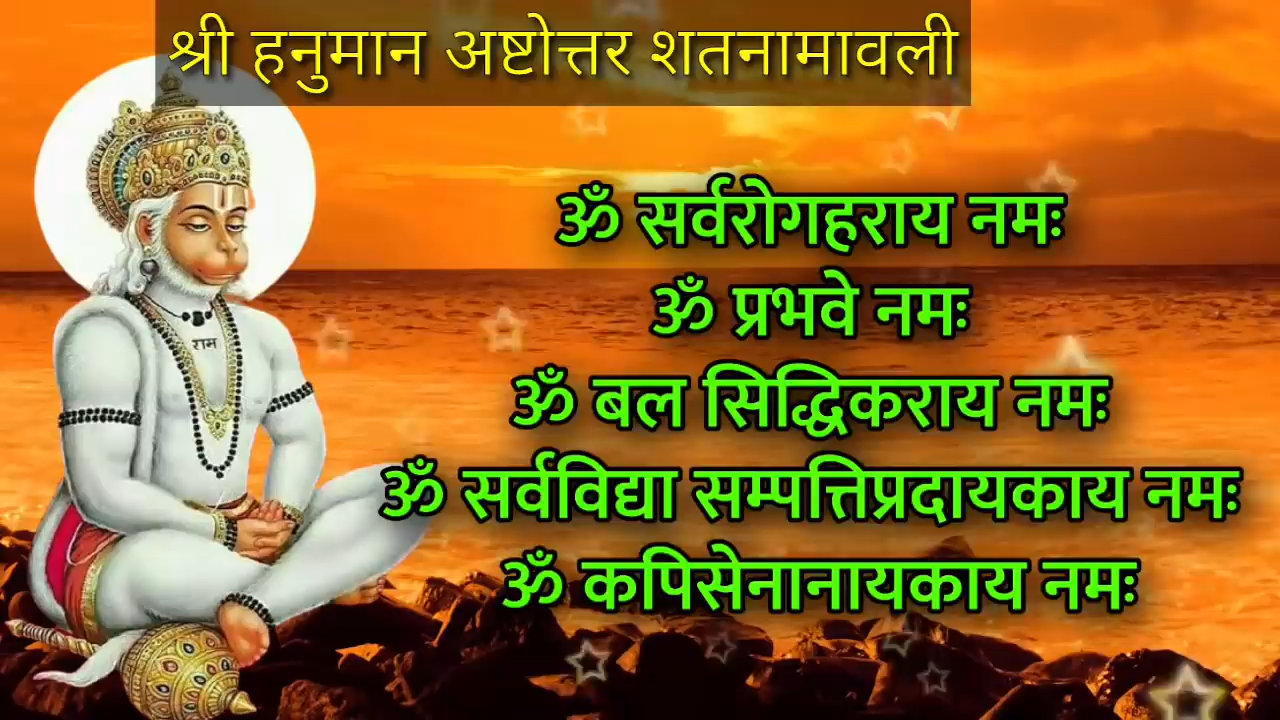 श्री हनुमान अष्टोत्तर शतनामावली
ॐ सर्वरोगहराय नमः
ॐ प्रभवे नमः
ॐ बल सिद्धिकराय नमः
ॐ सर्वविद्या सम्पत्तिप्रदायकाय नमः
ॐ कपिसेनानायकाय नमः
राम